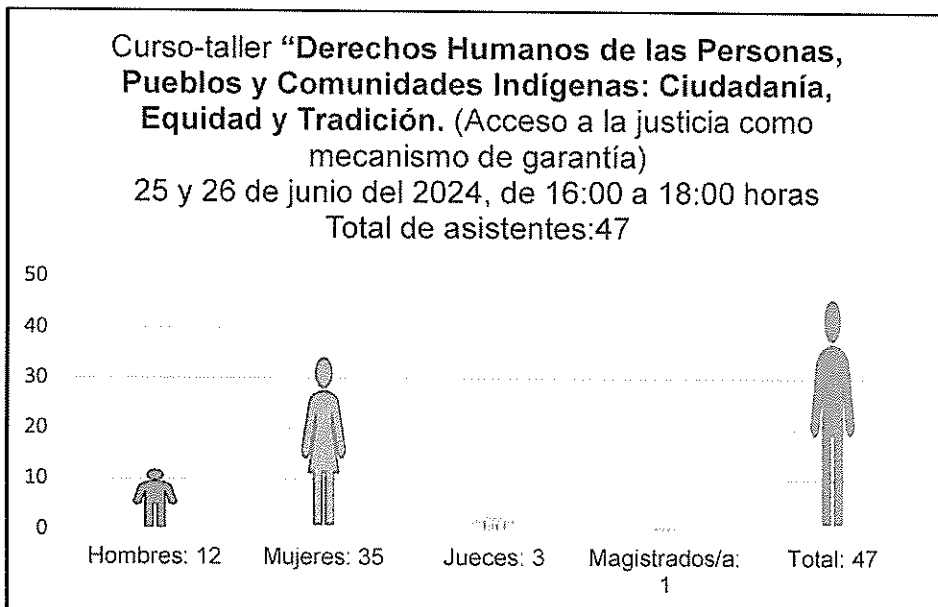 Curso-taller “Derechos Humanos de las Personas,
Pueblos y Comunidades Indígenas: Ciudadanía,
Equidad y Tradición. (Acceso a la justicia como
mecanismo de garantía)
25 y 26 de junio del 2024, de 16:00 a 18:00 horas
Total de asistentes:47
50
40
30
20
10
0
Hombres: 12
Mujeres: 35
Jueces: 3
Magistrados/a:
1
Total: 47